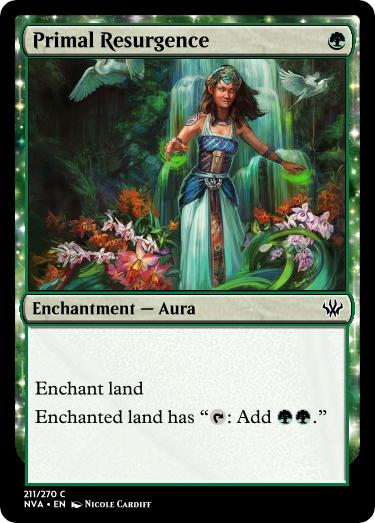 Primal Resurgence
Enchantment — Aura
Enchant land
Enchanted land has “: Add .”
211/270 C
NVA • EN Nicole Cardiff